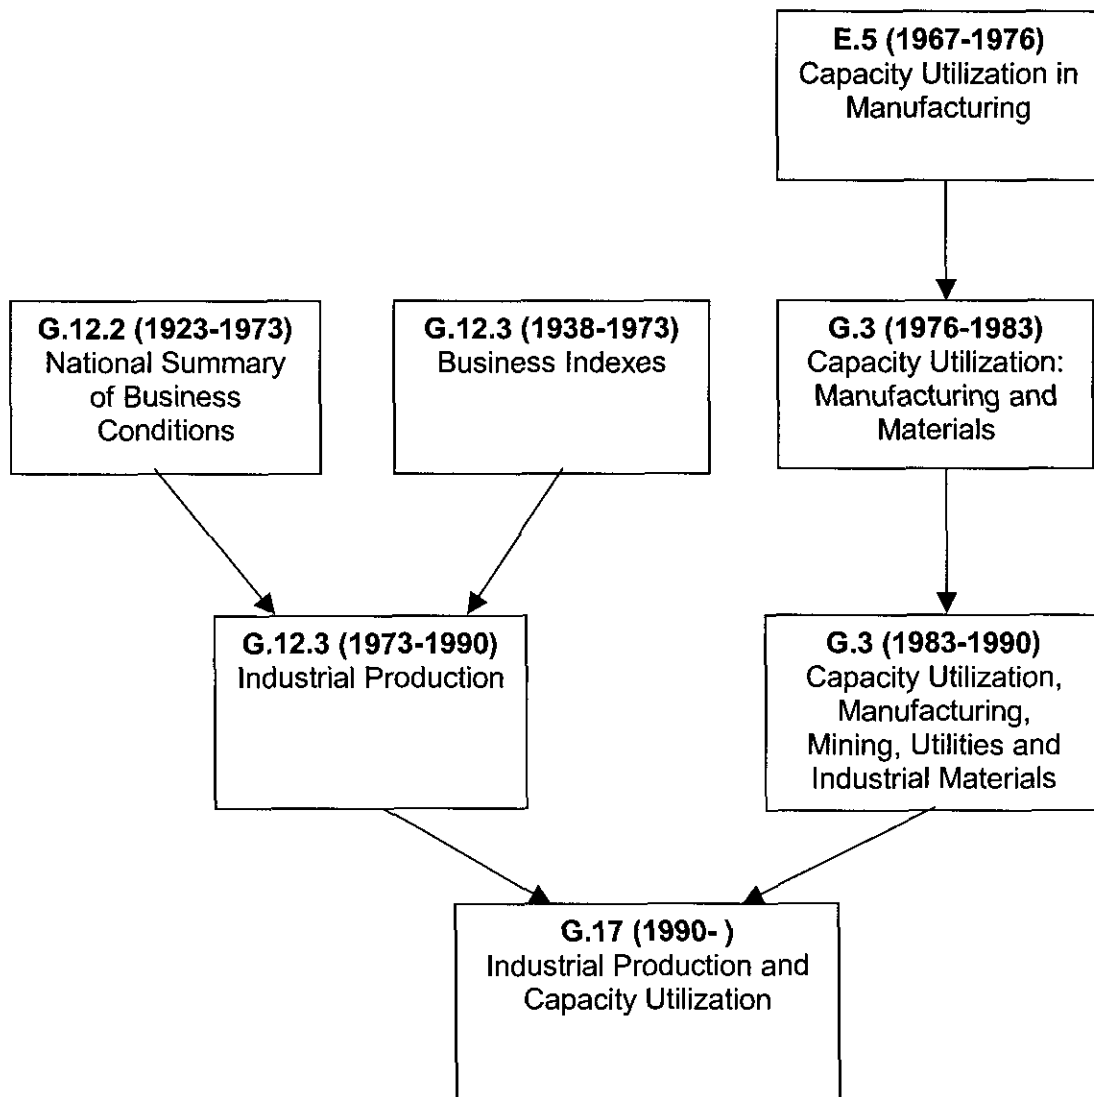 E.5 (1967-1976)
Capacity Utilization in
Manufacturing
G.12.2 (1923-1973)
National Summary
of Business
Conditions
G.12.3 (1938-1973)
Business Indexes
G.3 (1976-1983)
Capacity Utilization:
Manufacturing and
Materials
G.12.3 (1973-1990)
Industrial Production
G.3 (1983-1990)
Capacity Utilization,
Manufacturing,
Mining, Utilities and
Industrial Materials
G.17 (1990- )
Industrial Production and
Capacity Utilization